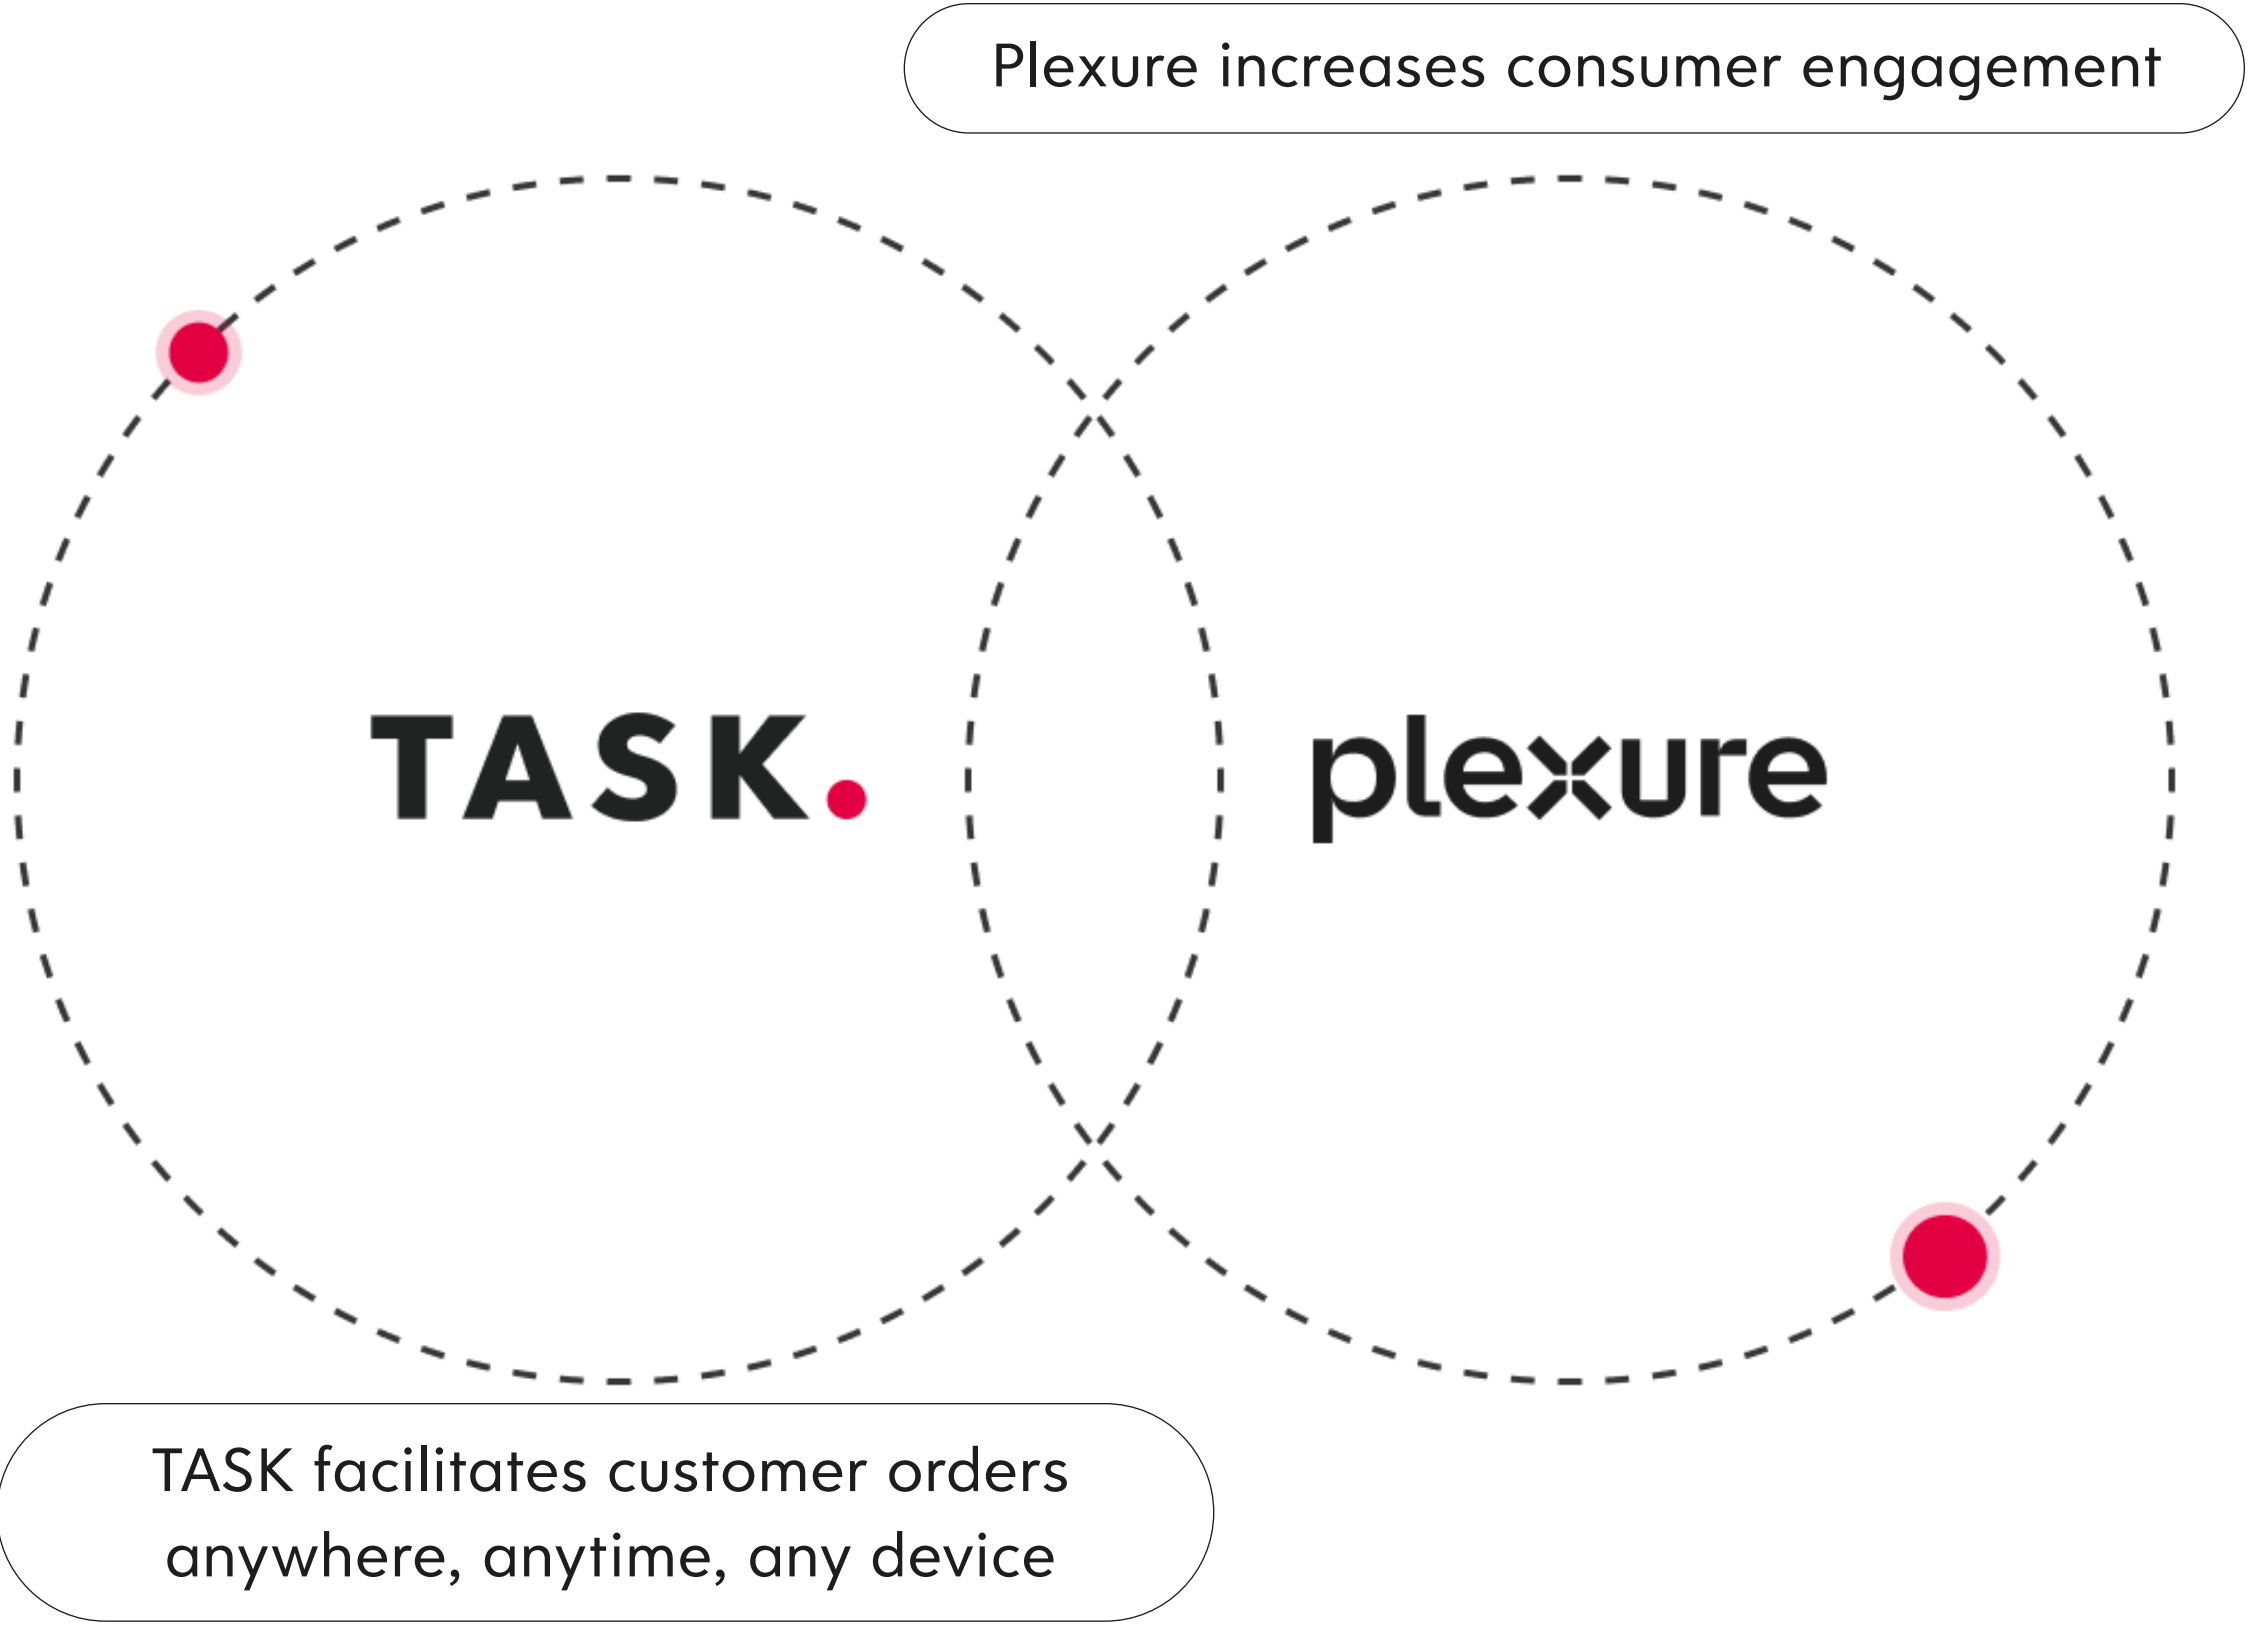 Plexure increases consumer engagement
TASK.
plexure
TASK facilitates customer orders
anywhere, anytime, any device